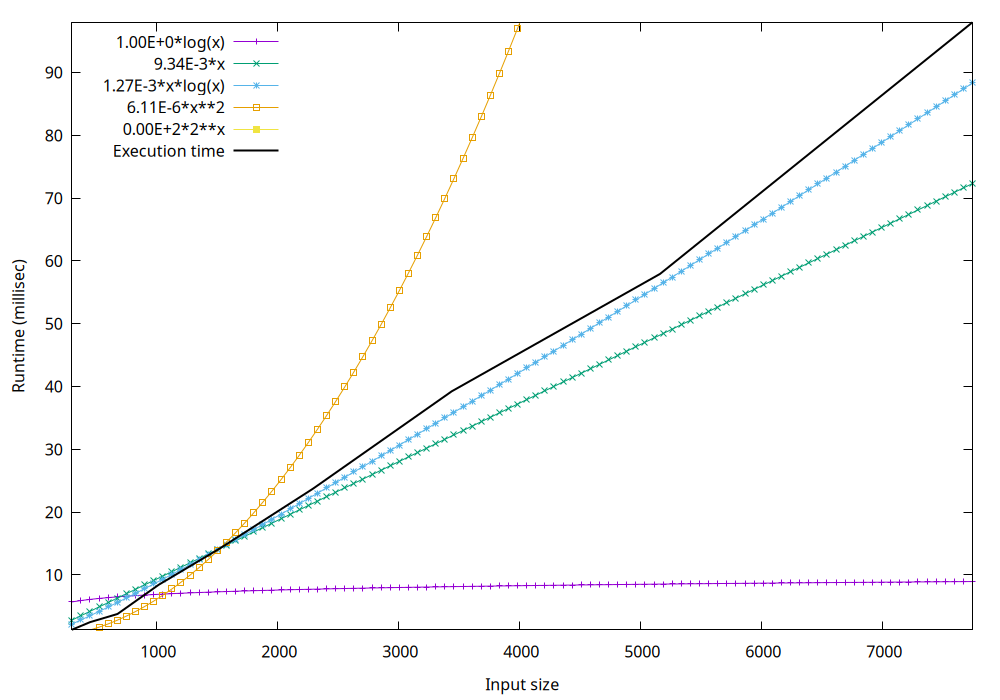 1.00E+0*log(x)
9.34E-3*x
1.27E-3*x*log(x)
6.11E-6*x**2
0.00E+2*2**x
Execution time
90
80
70
60
50
40
30
20
10
Runtime (millisec)
1000 2000 3000 4000 5000 6000 7000
Input size